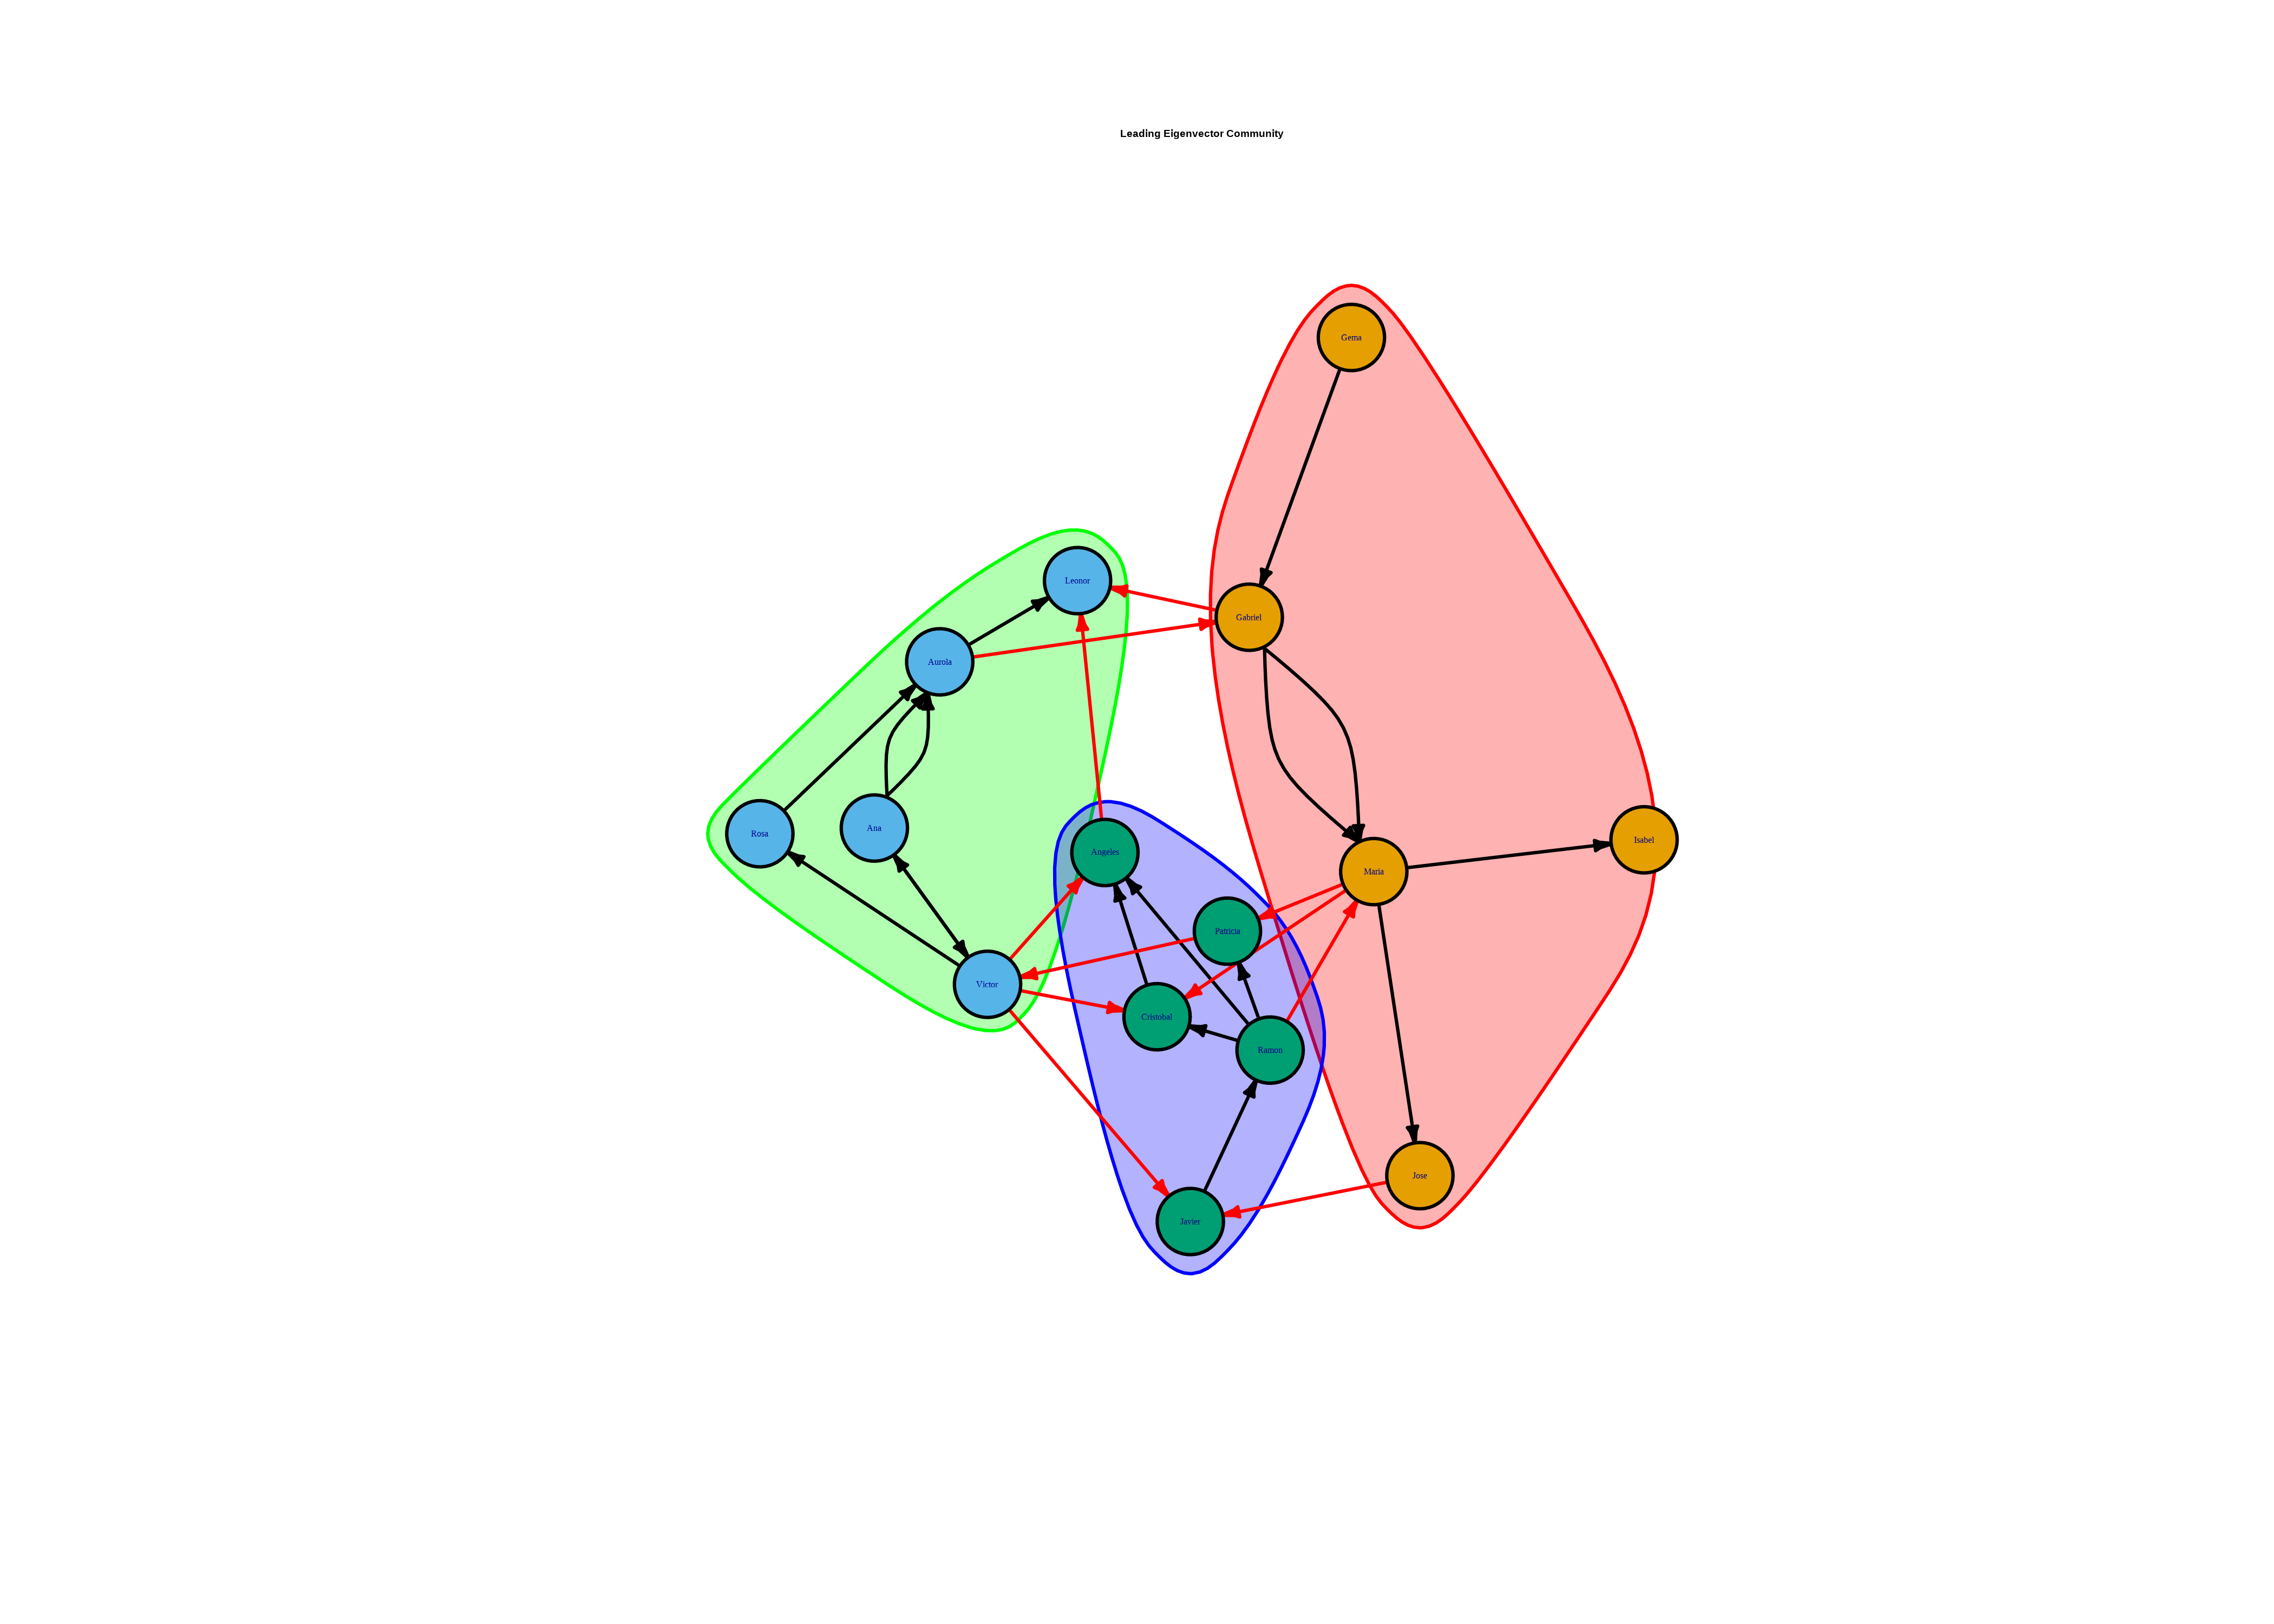 Leading Eigenvector Community
Gema
Leonor
Gabriel
Aurola
Ana
Rosa
Isabel
Angeles
Maria
Patricia
Victor
Cristobal
Ramon
Jose
Javier